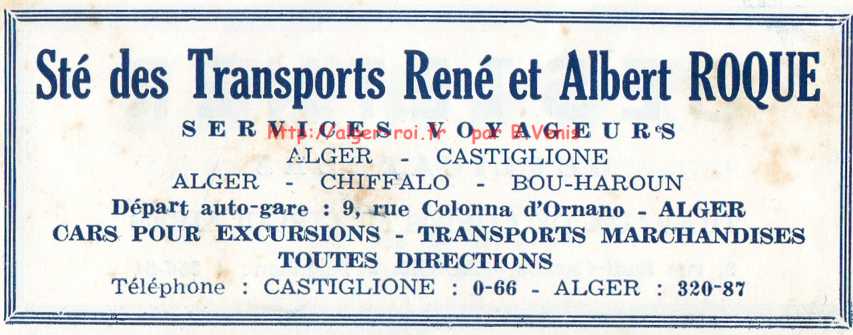 Sté des Transports René et Albert ROQUE
SERVICES VOYAGEURS
http://alger-roi.fr par B.Venis
ALGER - CASTIGLIONE
ALGER - CHIFFALO - BOU-HAROUN
Départ auto-gare : 9, rue Colonna d'Ornano - ALGER
CARS POUR EXCURSIONS - TRANSPORTS MARCHANDISES
TOUTES DIRECTIONS
Téléphone : CASTIGLIONE : 0-66 - ALGER : 320-87